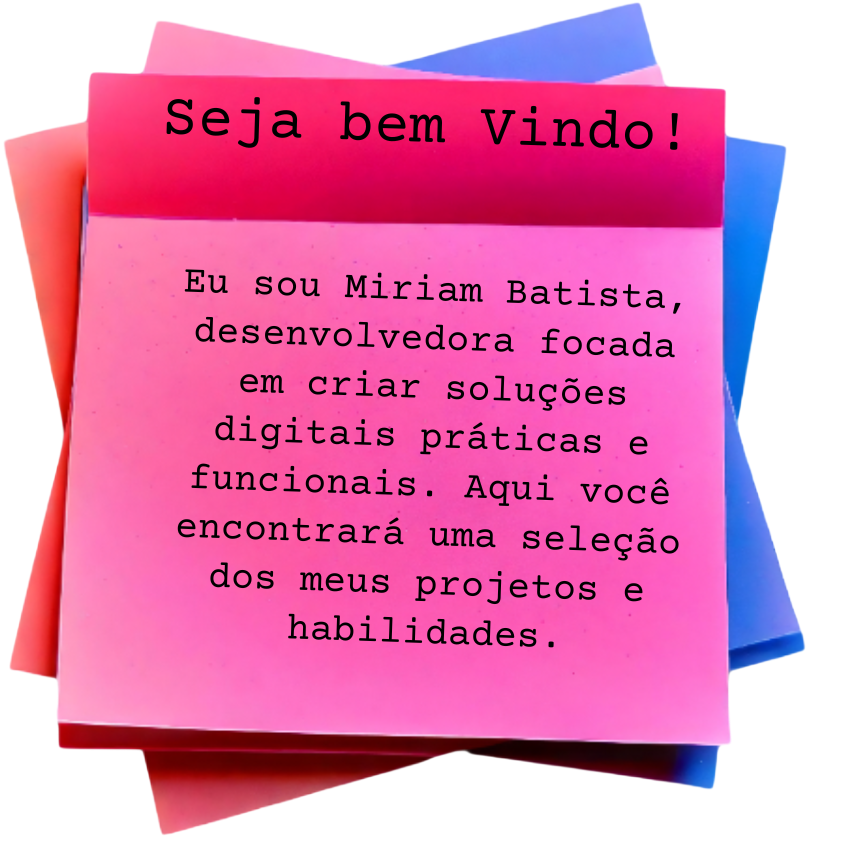 Seja bem Vindo!
Eu sou Miriam Batista,
desenvolvedora focada
em criar soluções
digitais práticas e
funcionais. Aqui você
encontrará uma seleção
dos meus projetos e
habilidades.